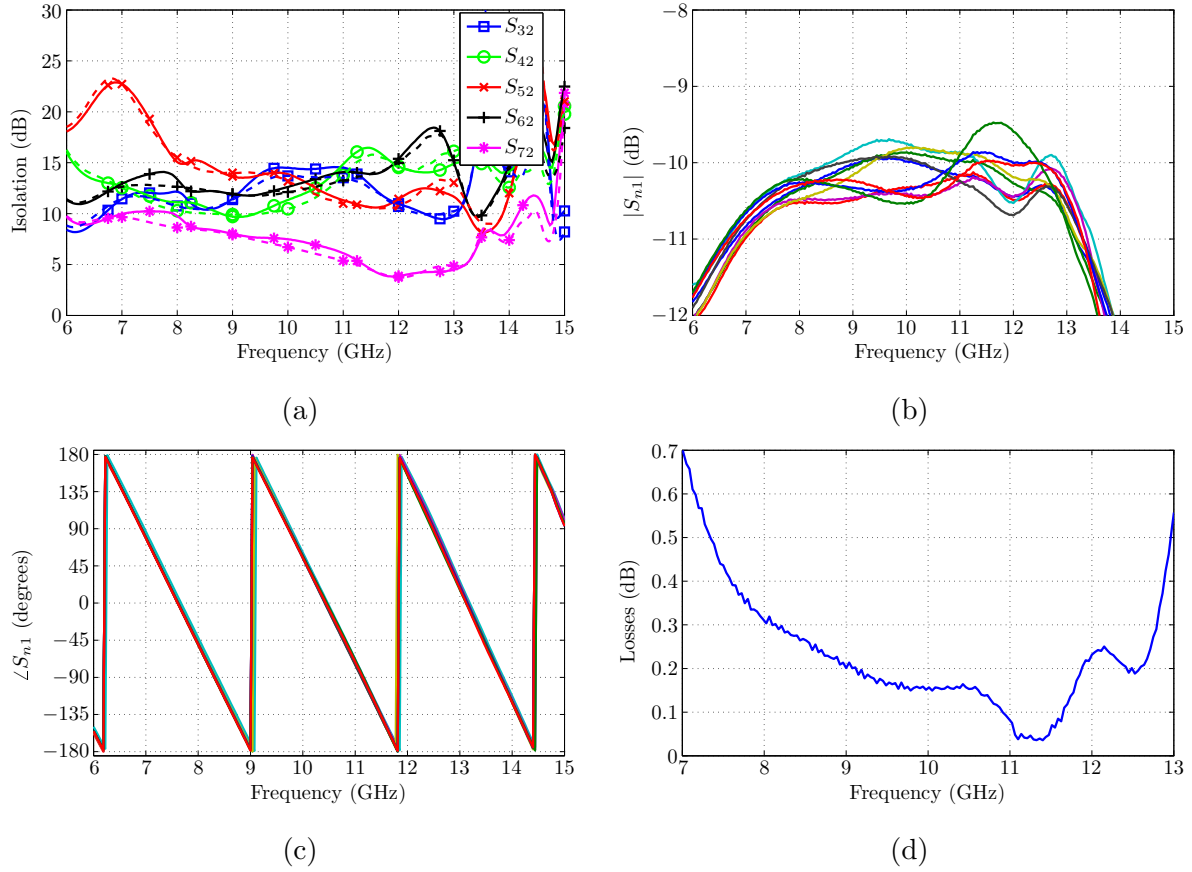 30
25
20
15
10
5
0
Isolation (dB)
6 7 8 9 10 11 12 13 14 15
Frequency (GHz)
S32
S42
S52
S62
S72
(a)
−8
−9
−10
−11
−12
|Sn1| (dB)
6 7 8 9 10 11 12 13 14 15
Frequency (GHz)
(b)
180
135
90
45
0
−45
−90
−135
−180
∠Sn1 (degrees)
6 7 8 9 10 11 12 13 14 15
Frequency (GHz)
(c)
0.7
0.6
0.5
0.4
0.3
0.2
0.1
0
Losses (dB)
7 8 9 10 11 12 13
Frequency (GHz)
(d)